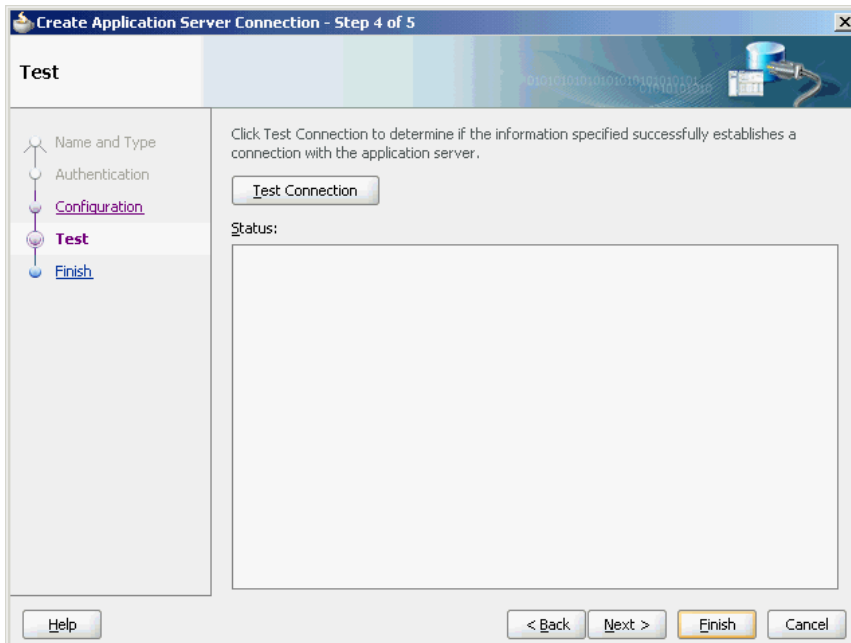 Create Application Server Connection - Step 4 of 5
Test
01010101010101010101010101
01010101010
Name and Type
Authentication
Configuration
Test
Finish
Click Test Connection to determine if the information specified successfully establishes a
connection with the application server.
Test Connection
Status:
Help
< Back
Next >
Finish
Cancel